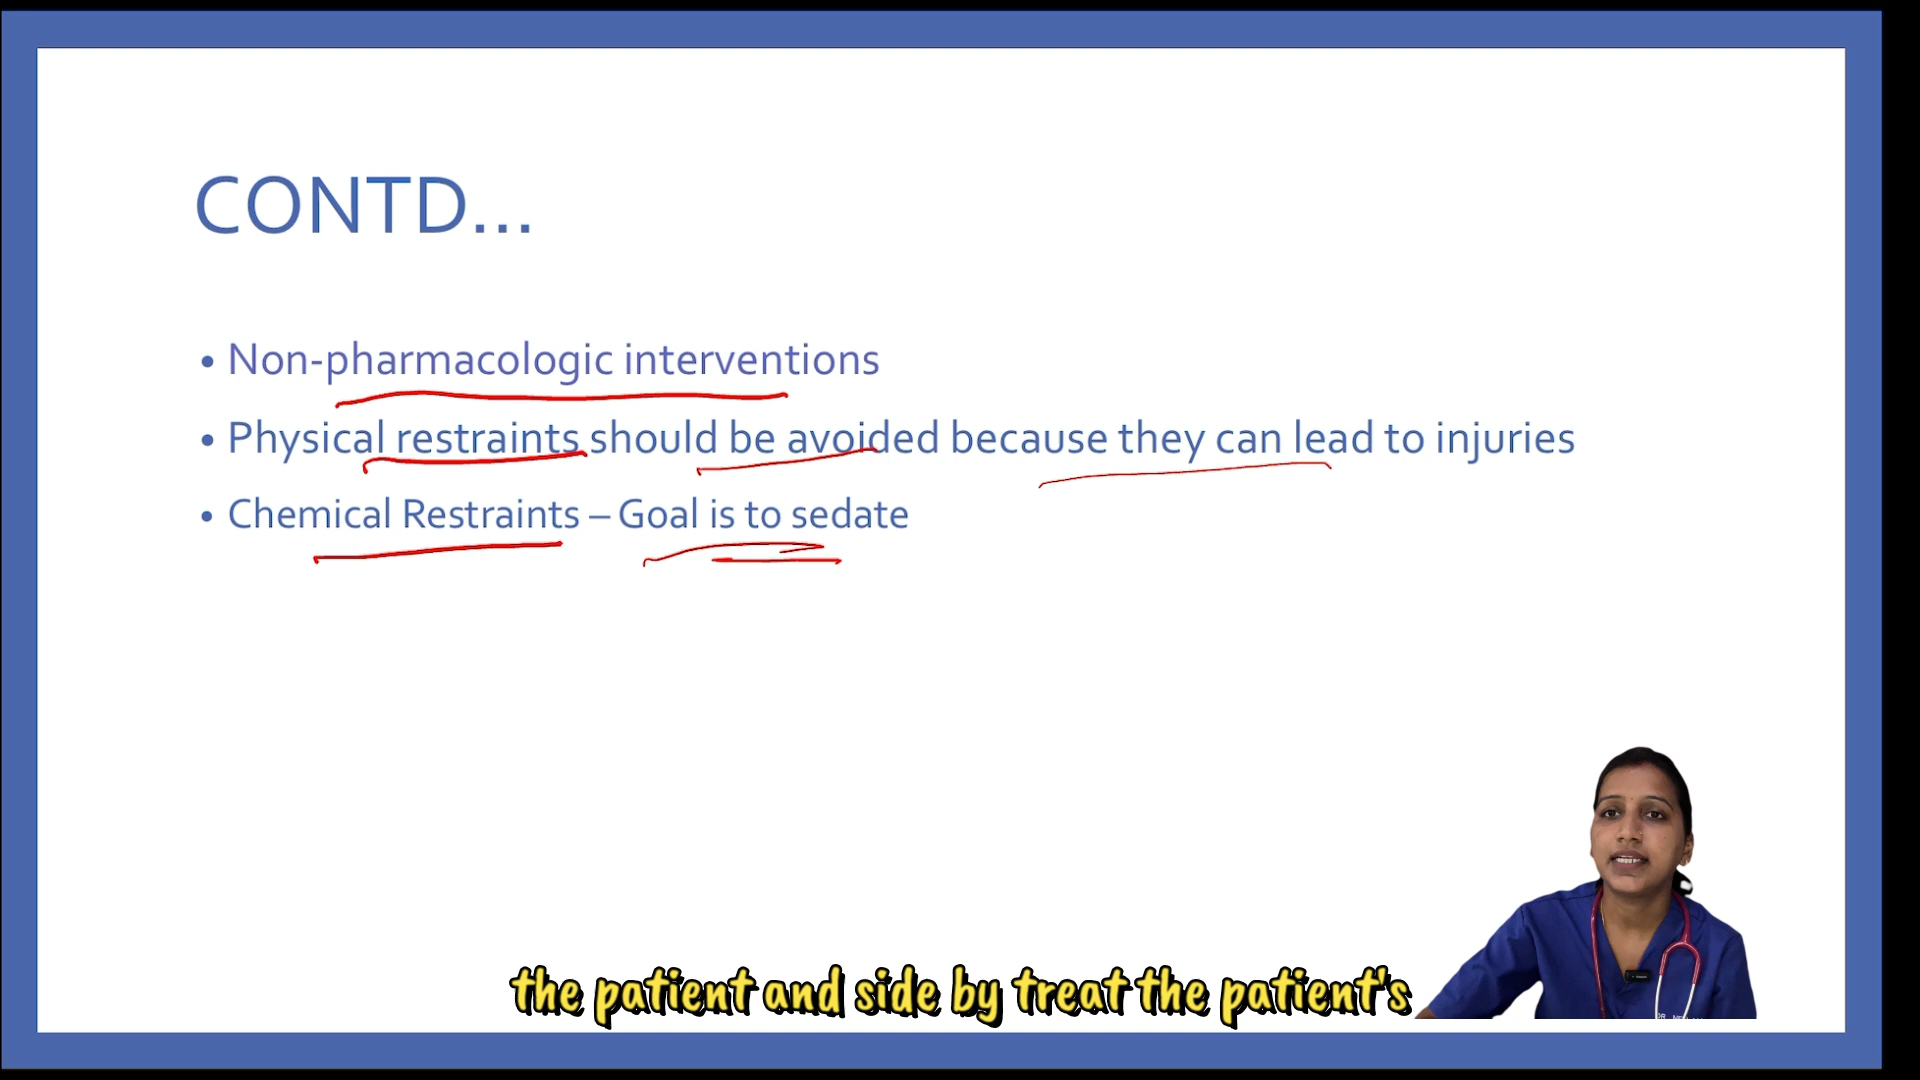 CONTD...
• Non-pharmacologic interventions
• Physical restraints should be avoided because they can lead to injuries
• Chemical Restraints – Goal is to sedate
the patient and side by treat the patient's